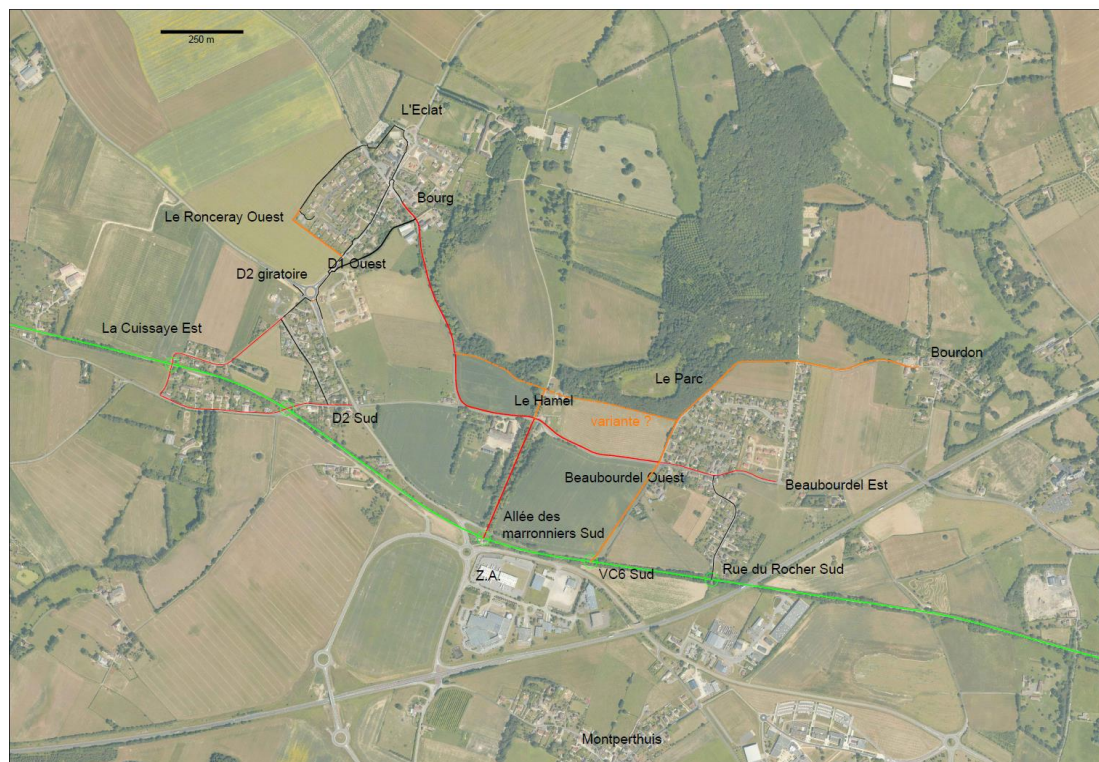 250 m
L'Eclat
Bourg
Le Ronceray Ouest
D1 Ouest
D2 giratoire
La Cuissaye Est
Bourdon
Le Parc
Le Hamel
D2 Sud
variante ?
Beaubourdel Ouest
Beaubourdel Est
Allée des
marronniers Sud
Rue du Rocher Sud
Z.A.
VC6 Sud
Montperthuis